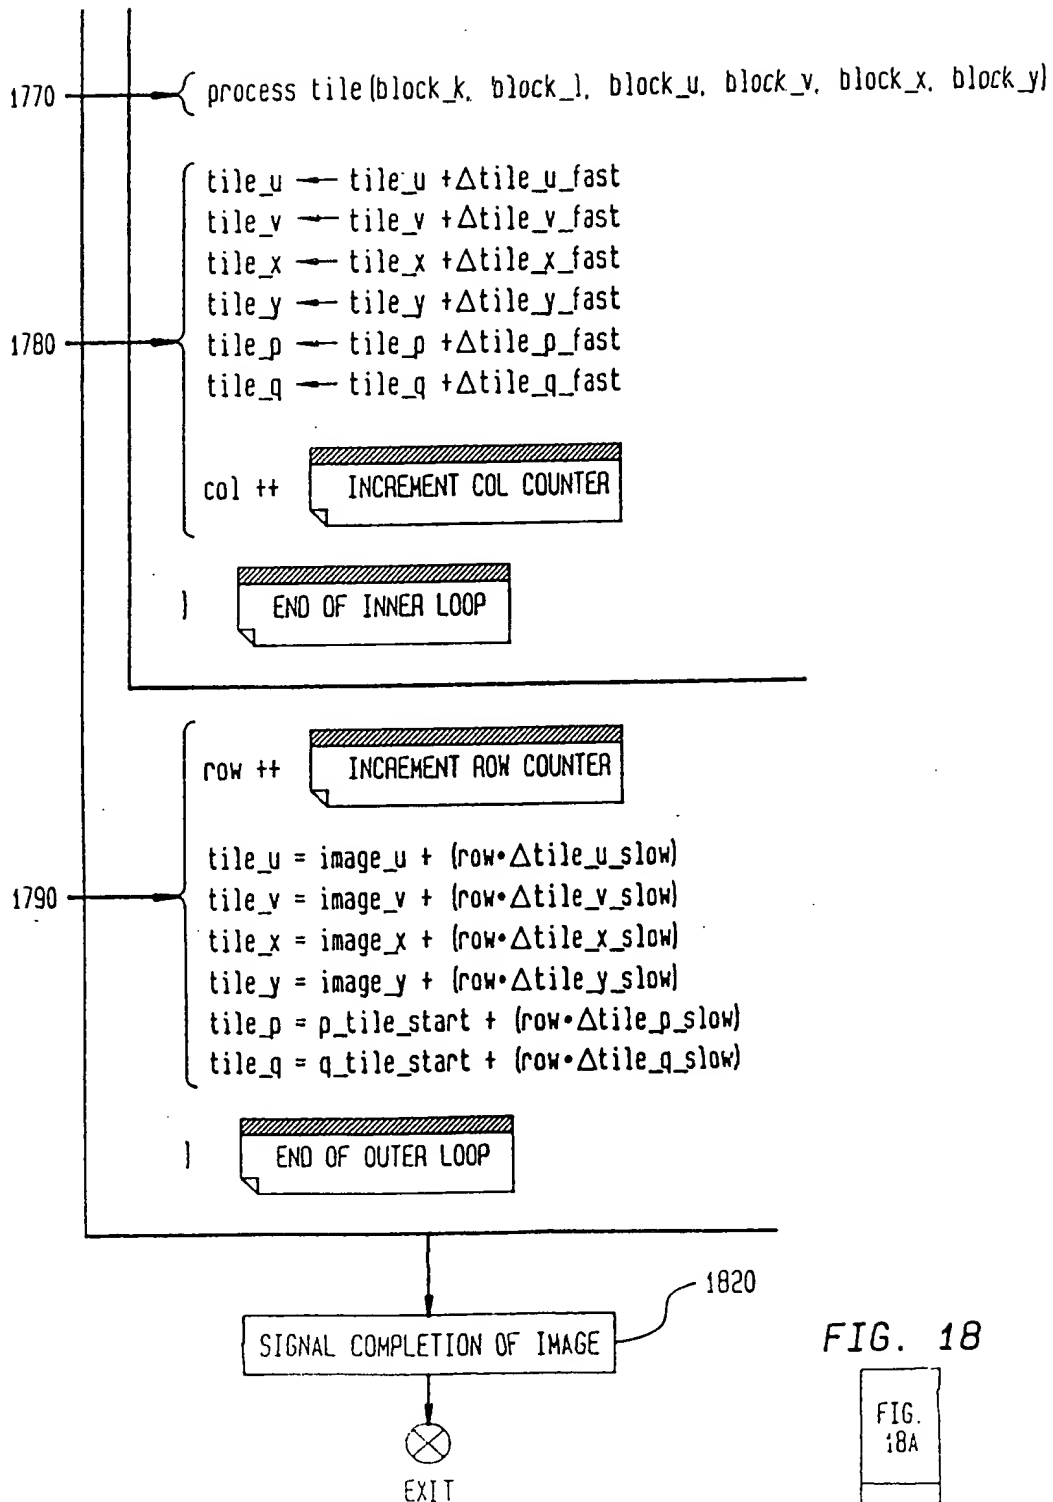 1770 { process tile (block_k, block_l, block_u, block_v, block_x, block_y)
tile_u ← tile_u +Δtile_u_fast
tile_v ← tile_v +Δtile_v_fast
tile_x ← tile_x +Δtile_x_fast
tile_y ← tile_y +Δtile_y_fast
1780 { tile_p ← tile_p +Δtile_p_fast
tile_q ← tile_q +Δtile_q_fast
col ++ INCREMENT COL COUNTER
} END OF INNER LOOP
row ++ INCREMENT ROW COUNTER
tile_u = image_u + (row•Δtile_u_slow)
1790 { tile_v = image_v + (row•Δtile_v_slow)
tile_x = image_x + (row•Δtile_x_slow)
tile_y = image_y + (row•Δtile_y_slow)
tile_p = p_tile_start + (row•Δtile_p_slow)
tile_q = q_tile_start + (row•Δtile_q_slow)
} END OF OUTER LOOP
1820
SIGNAL COMPLETION OF IMAGE
EXIT
FIG. 18
FIG.
18A